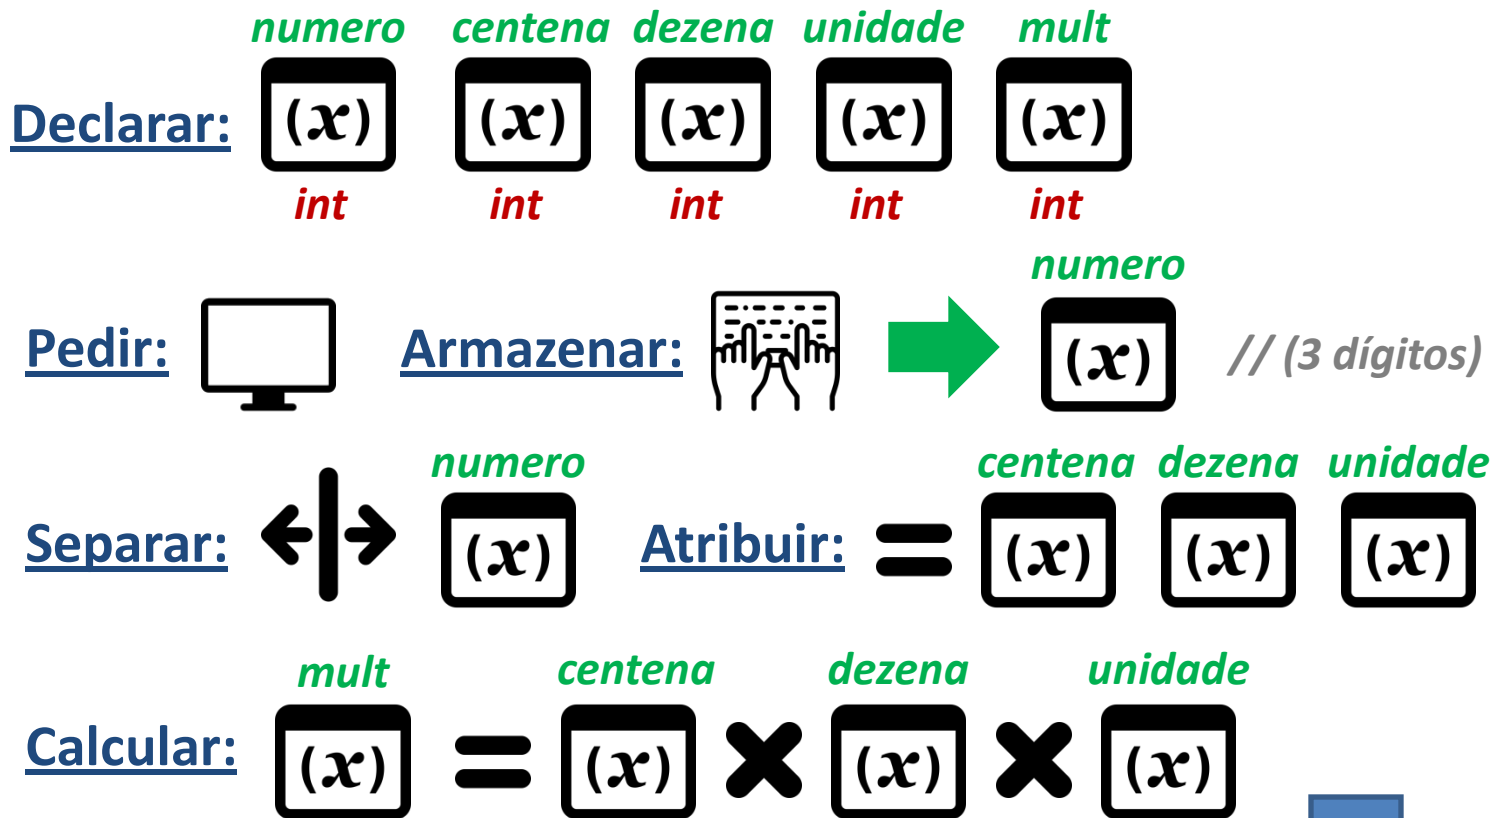 numero centena dezena unidade mult
Declarar: (x) (x) (x) (x) (x)
int int int int int
numero
Pedir: Armazenar: (x) // (3 dígitos)
numero centena dezena unidade
Separar: (x) Atribuir: = (x) (x) (x)
mult centena dezena unidade
Calcular: (x) = (x) × (x) × (x)